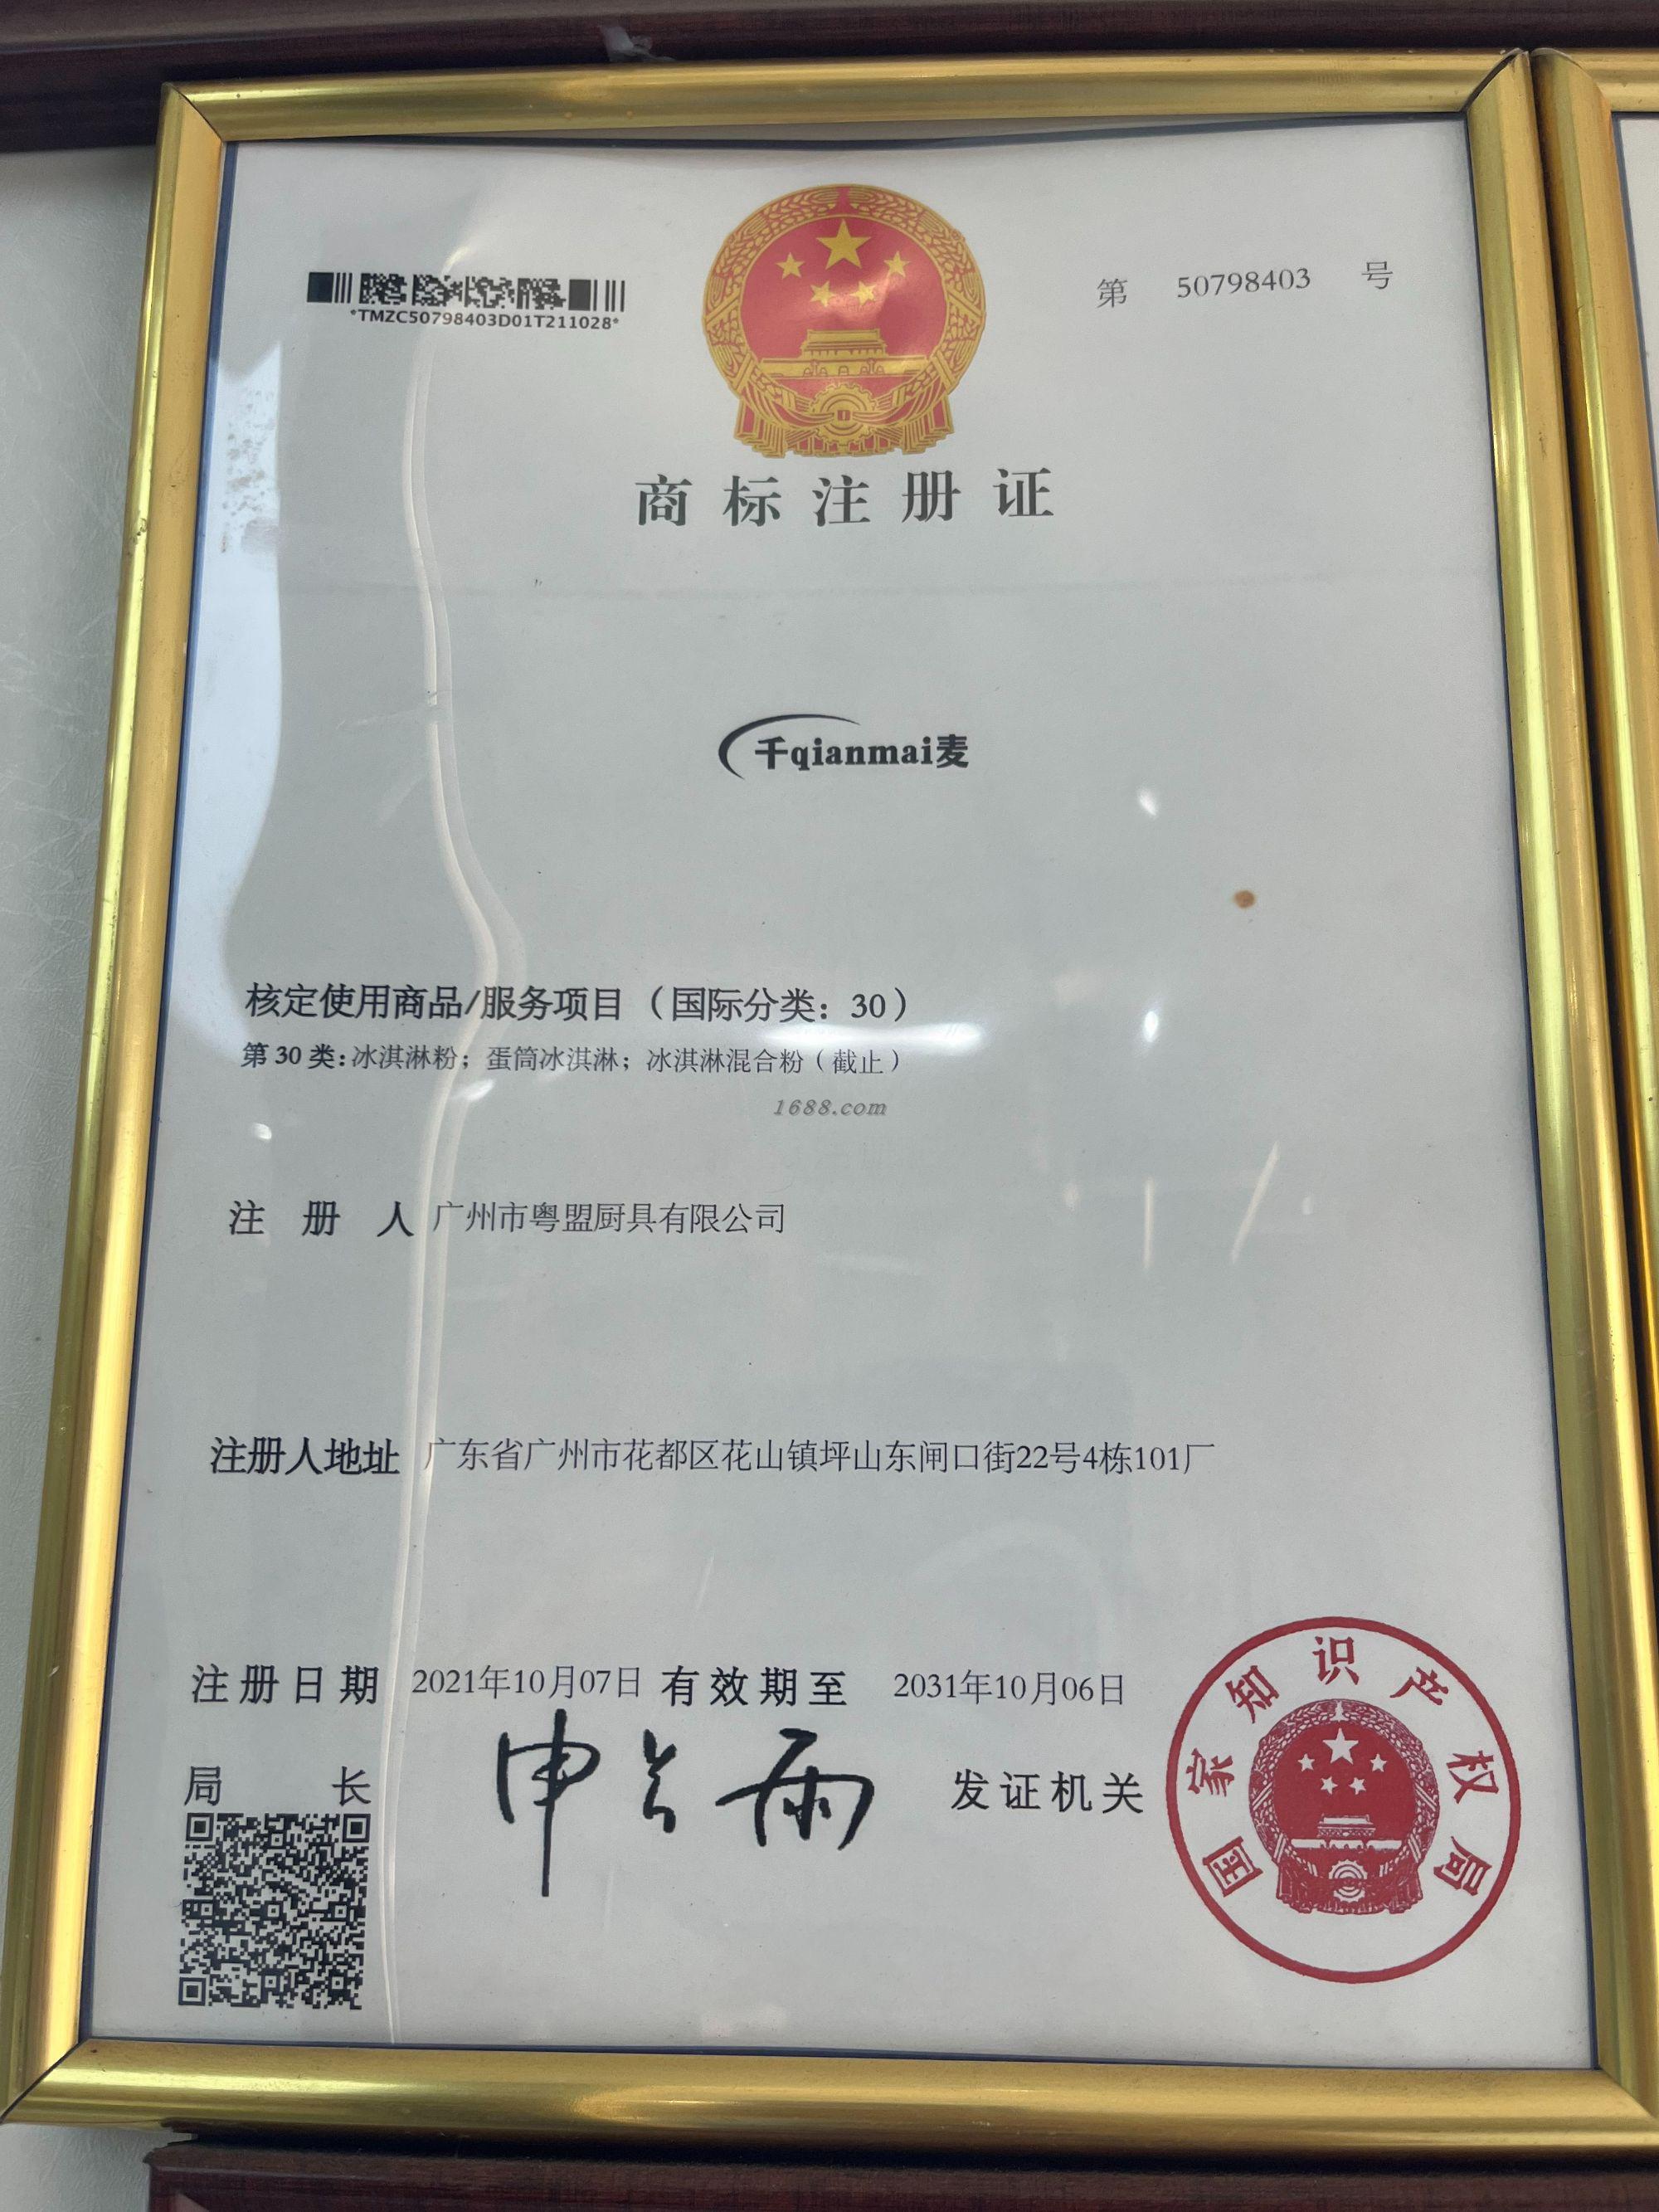 *TMZC50798403D01T211028*
第 50798403 号
商标注册证
千qianmai麦
核定使用商品/服务项目（国际分类：30）
第30类：冰淇淋粉；蛋筒冰淇淋；冰淇淋混合粉（截止）
1688.com
注册人 广州市粤盟厨具有限公司
注册人地址 广东省广州市花都区花山镇坪山东闸口街22号4栋101厂
注册日期 2021年10月07日 有效期至 2031年10月06日
局长 申长雨 发证机关
国家知识产权局